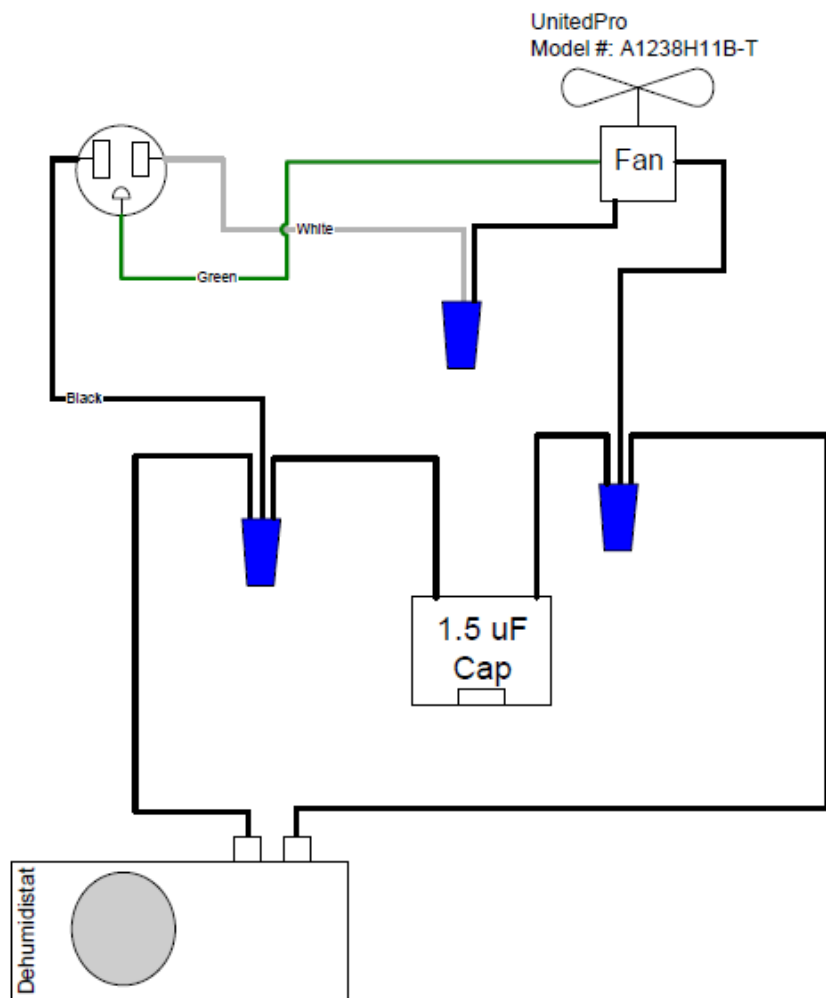 UnitedPro
Model #: A1238H11B-T
Fan
White
Green
Black
1.5 uF
Cap
Dehumidistat